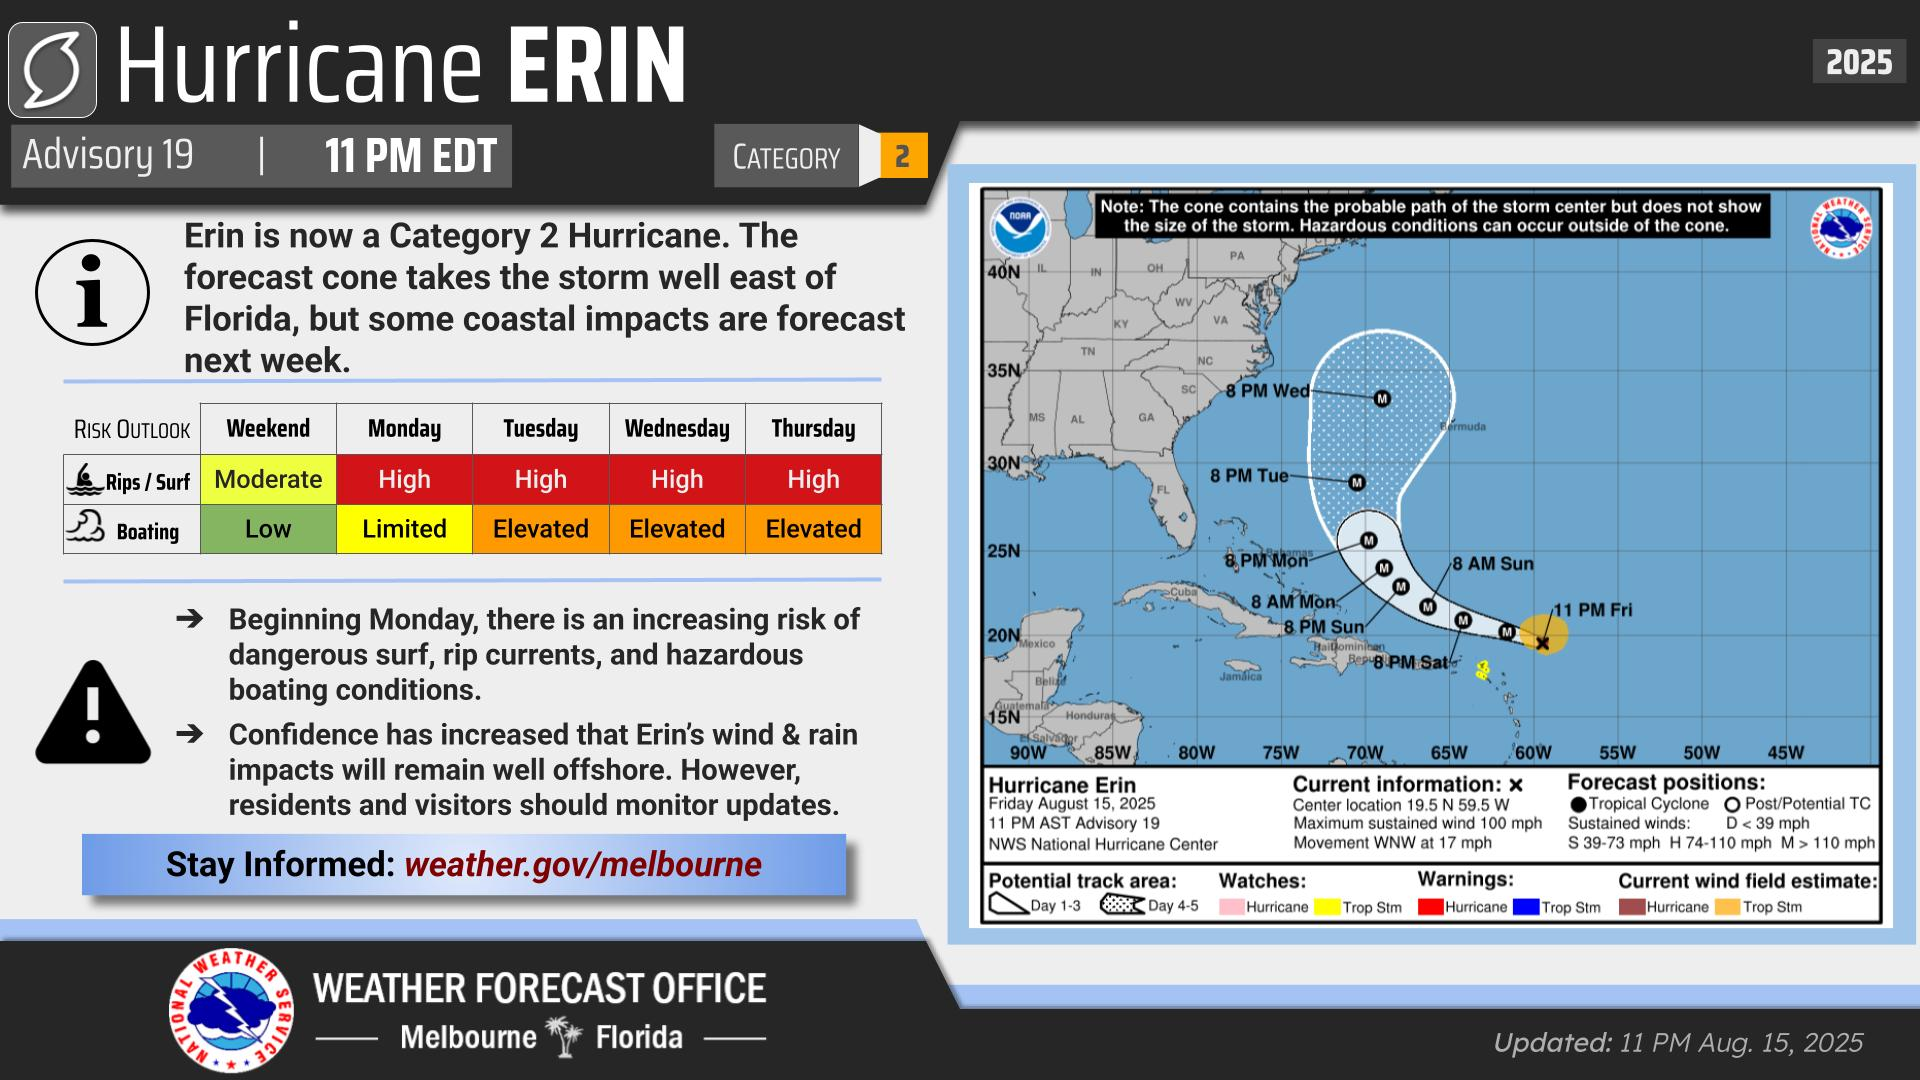 Hurricane ERIN
2025
Advisory 19 | 11 PM EDT
CATEGORY 2
Erin is now a Category 2 Hurricane. The
forecast cone takes the storm well east of
Florida, but some coastal impacts are forecast
next week.
RISK OUTLOOK Weekend Monday Tuesday Wednesday Thursday
Rips / Surf Moderate High High High High
Boating Low Limited Elevated Elevated Elevated
➔ Beginning Monday, there is an increasing risk of
dangerous surf, rip currents, and hazardous
boating conditions.
➔ Confidence has increased that Erin’s wind & rain
impacts will remain well offshore. However,
residents and visitors should monitor updates.
Stay Informed: weather.gov/melbourne
NATIONAL WEATHER SERVICE
WEATHER FORECAST OFFICE
Melbourne Florida
Note: The cone contains the probable path of the storm center but does not show
the size of the storm. Hazardous conditions can occur outside of the cone.
NOAA
NATIONAL WEATHER SERVICE
40N
IL
IN
OH
PA
WV
KY
VA
35N
TN
NC
SC
MS
AL
GA
8 PM Wed
M
Bermuda
30N
8 PM Tue
M
FL
25N
Bahamas
8 PM Mon
M
8 AM Sun
M
8 AM Mon
M
Cuba
11 PM Fri
8 PM Sun
M
M
M
20N
Mexico
Haiti
Dominican
8 PM Sat
Jamaica
Belize
Guatemala
15N
Honduras
El Salvador
90W 85W 80W 75W 70W 65W 60W 55W 50W 45W
Hurricane Erin
Friday August 15, 2025
11 PM AST Advisory 19
NWS National Hurricane Center
Current information: x
Center location 19.5 N 59.5 W
Maximum sustained wind 100 mph
Movement WNW at 17 mph
Forecast positions:
Tropical Cyclone Post/Potential TC
Sustained winds: D < 39 mph
S 39-73 mph H 74-110 mph M > 110 mph
Potential track area:
Day 1-3 Day 4-5
Watches:
Hurricane Trop Stm
Warnings:
Hurricane Trop Stm
Current wind field estimate:
Hurricane Trop Stm
Updated: 11 PM Aug. 15, 2025